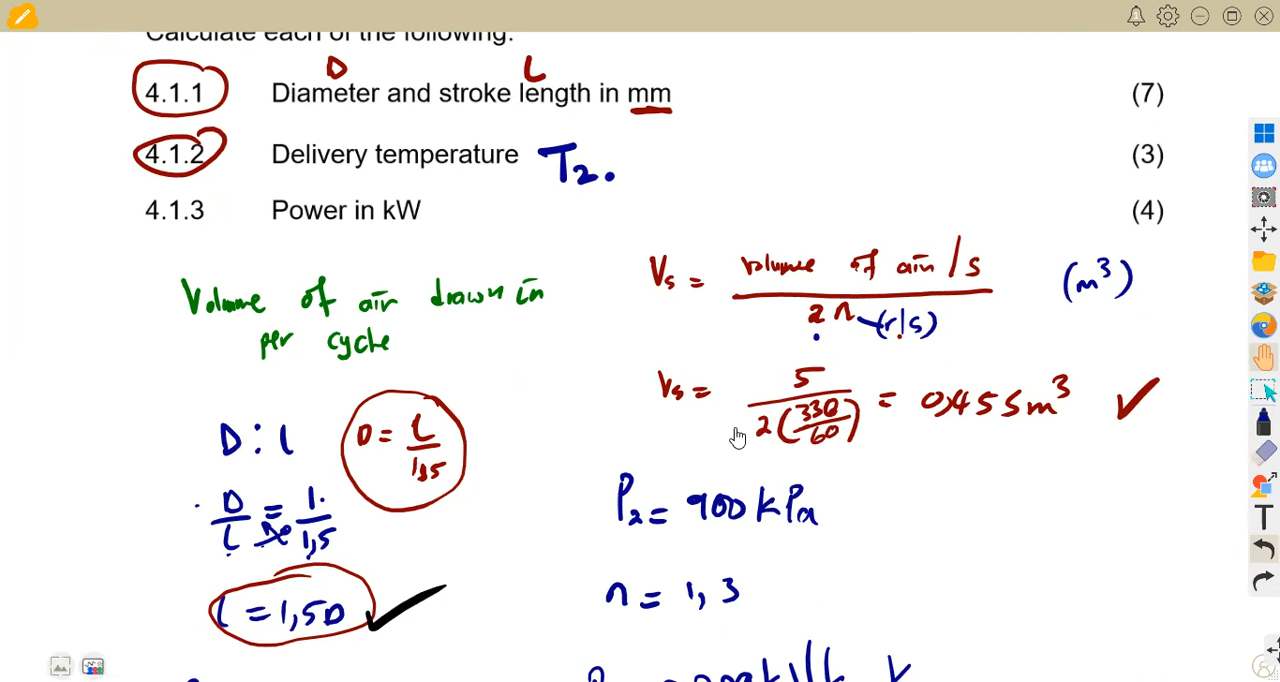 Calculate each of the following:
D L
4.1.1 Diameter and stroke length in mm (7)
4.1.2 Delivery temperature T2. (3)
4.1.3 Power in kW (4)
Volume of air drawn in
per cycle
Vs = volume of air/s / 2n (r/s) (m³)
Vs = 5 / 2(330/60) = 0,455m³ ✓
D : L
D = L / 1,5
D / L = 1 / 1,5
P2 = 900 kPa
L = 1,5D ✓
n = 1,3
T